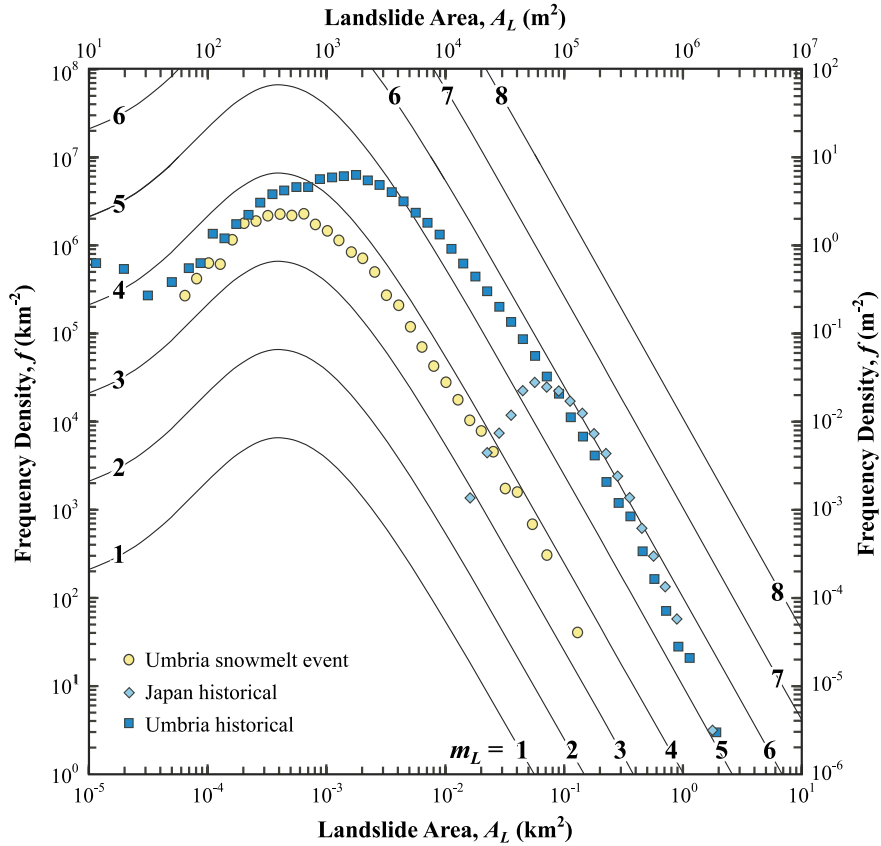 Landslide Area, A_L (m²)
10¹ 10² 10³ 10⁴ 10⁵ 10⁶ 10⁷
10⁸ 10⁷ 10⁶ 10⁵ 10⁴ 10³ 10² 10¹ 10⁰
Frequency Density, f (km⁻²)
10² 10¹ 10⁰ 10⁻¹ 10⁻² 10⁻³ 10⁻⁴ 10⁻⁵ 10⁻⁶
Frequency Density, f (m⁻²)
6 7 8
6
5
4
3
2
1
8
7
Umbria snowmelt event
Japan historical
Umbria historical
m_L = 1 2 3 4 5 6
10⁻⁵ 10⁻⁴ 10⁻³ 10⁻² 10⁻¹ 10⁰ 10¹
Landslide Area, A_L (km²)